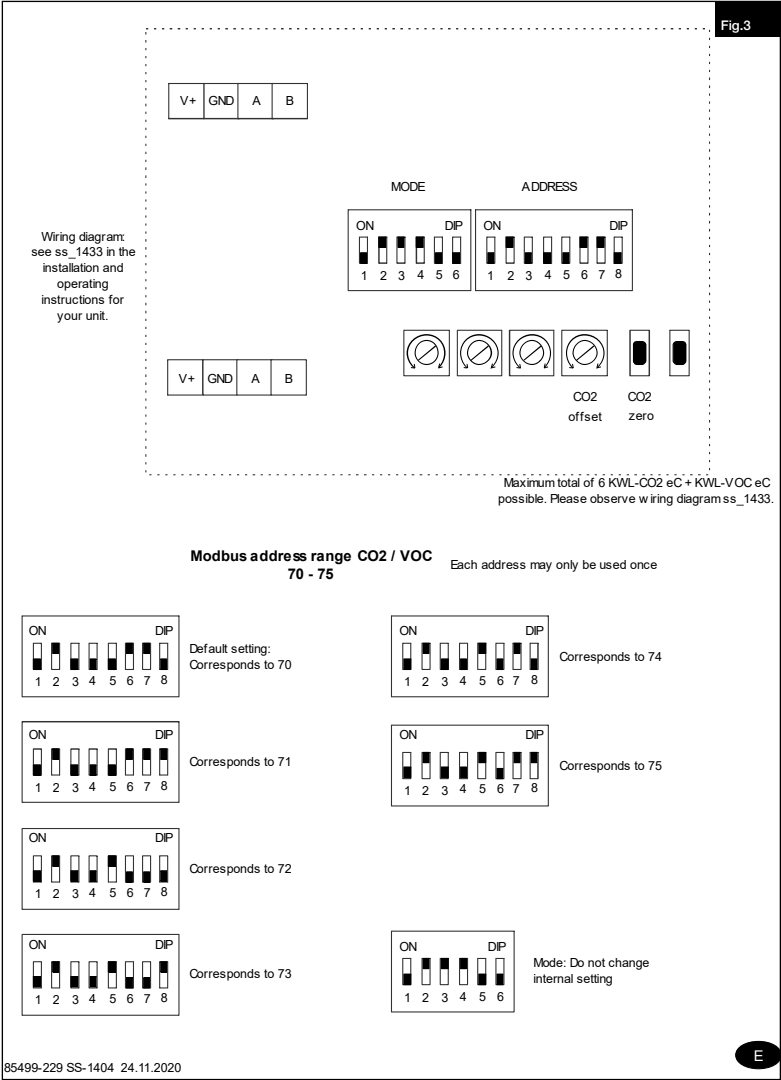 Fig.3
V+ GND A B
MODE ADDRESS
ON DIP
1 2 3 4 5 6
ON DIP
1 2 3 4 5 6 7 8
Wiring diagram:
see ss_1433 in the
installation and
operating
instructions for
your unit.
V+ GND A B
CO2
offset
CO2
zero
Maximum total of 6 KWL-CO2 eC + KWL-VOC eC
possible. Please observe wiring diagram ss_1433.
Modbus address range CO2 / VOC
70 - 75
Each address may only be used once
ON DIP
1 2 3 4 5 6 7 8
Default setting:
Corresponds to 70
ON DIP
1 2 3 4 5 6 7 8
Corresponds to 74
ON DIP
1 2 3 4 5 6 7 8
Corresponds to 71
ON DIP
1 2 3 4 5 6 7 8
Corresponds to 75
ON DIP
1 2 3 4 5 6 7 8
Corresponds to 72
ON DIP
1 2 3 4 5 6 7 8
Corresponds to 73
ON DIP
1 2 3 4 5 6
Mode: Do not change
internal setting
85499-229 SS-1404 24.11.2020
E